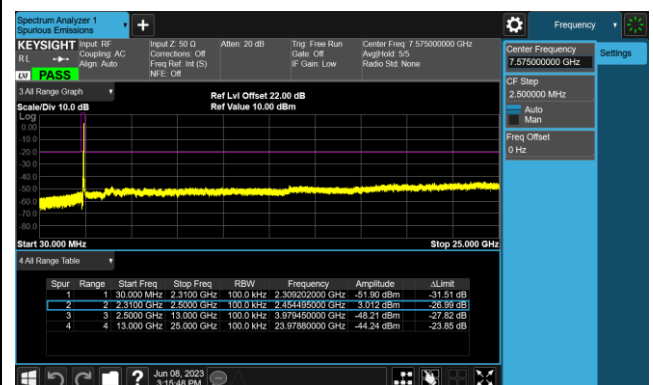 Spectrum Analyzer 1
Spurious Emissions
Frequency
KEYSIGHT
Input: RF
Coupling: AC
Align: Auto
Input Z: 50 Ω
Corrections: Off
Freq Ref: Int (S)
NFE: Off
Atten: 20 dB
Trig: Free Run
Gate: Off
IF Gain: Low
Center Freq: 7.575000000 GHz
Avg|Hold: 5/5
Radio Std: None
RL
LXI
PASS
Center Frequency
7.575000000 GHz
Settings
CF Step
2.500000 MHz
Auto
Man
Freq Offset
0 Hz
3 All Range Graph
Ref Lvl Offset 22.00 dB
Scale/Div 10.0 dB
Ref Value 10.00 dBm
Log
0.00
-10.0
-20.0
-30.0
-40.0
-50.0
-60.0
-70.0
-80.0
Start 30.000 MHz
Stop 25.000 GHz
4 All Range Table
Spur Range Start Freq Stop Freq RBW Frequency Amplitude ΔLimit
1 1 30.000 MHz 2.3100 GHz 100.0 kHz 2.309202000 GHz -51.90 dBm -31.51 dB
2 2 2.3100 GHz 2.5000 GHz 100.0 kHz 2.454495000 GHz 3.012 dBm -26.99 dB
3 3 2.5000 GHz 13.000 GHz 100.0 kHz 3.979450000 GHz -48.21 dBm -27.82 dB
4 4 13.000 GHz 25.000 GHz 100.0 kHz 23.97880000 GHz -44.24 dBm -23.85 dB
?
Jun 08, 2023
3:15:48 PM